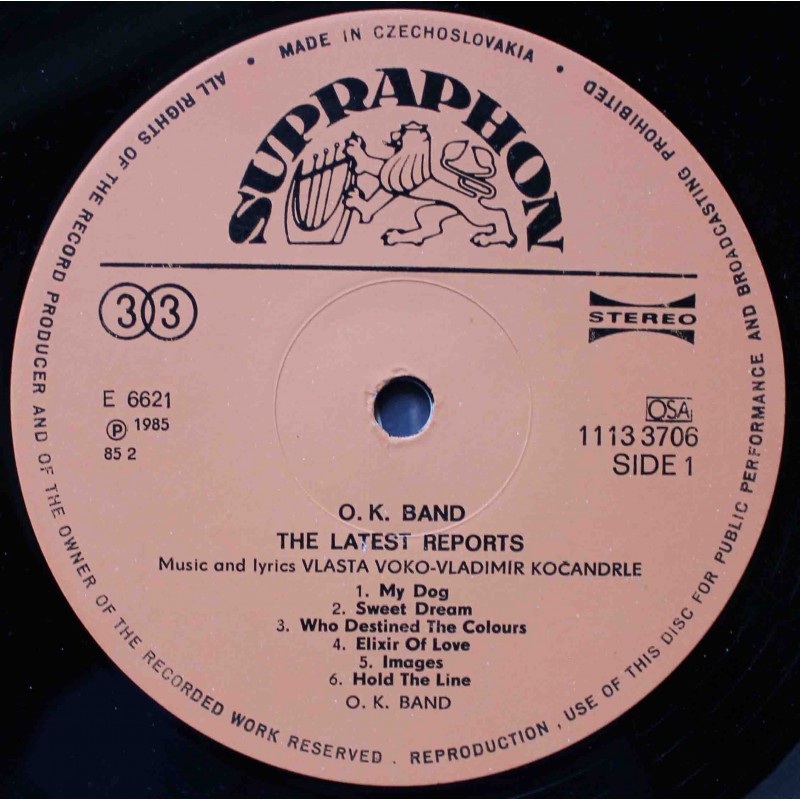 MADE IN CZECHOSLOVAKIA
SUPRAPHON
33
STEREO
E 6621
Ⓟ 1985
85 2
OSA
1113 3706
SIDE 1
O. K. BAND
THE LATEST REPORTS
Music and lyrics VLASTA VOKO-VLADIMÍR KOČANDRLE
1. My Dog
2. Sweet Dream
3. Who Destined The Colours
4. Elixir Of Love
5. Images
6. Hold The Line
O. K. BAND
ALL RIGHTS OF THE RECORD PRODUCER AND OF THE OWNER OF THE RECORDED WORK RESERVED . REPRODUCTION , USE OF THIS DISC FOR PUBLIC PERFORMANCE AND BROADCASTING PROHIBITED